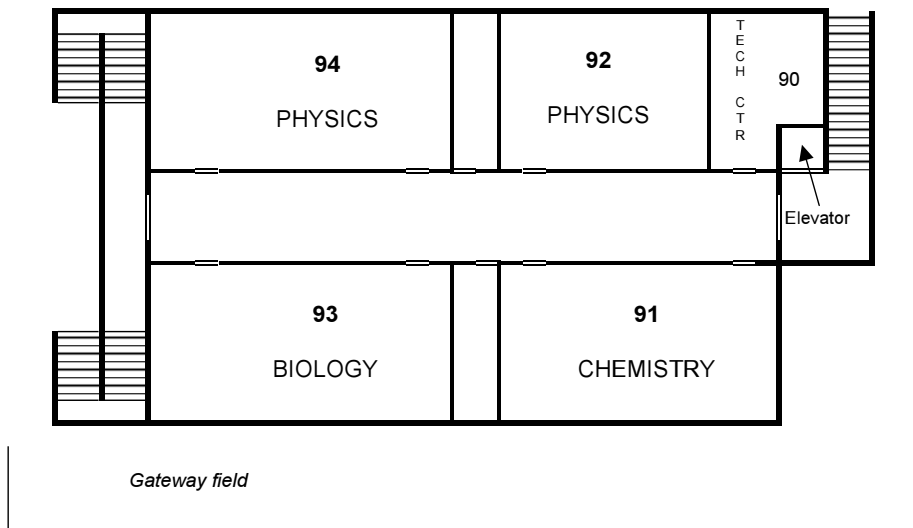 94
PHYSICS
92
PHYSICS
TECH CTR
90
Elevator
93
BIOLOGY
91
CHEMISTRY
Gateway field